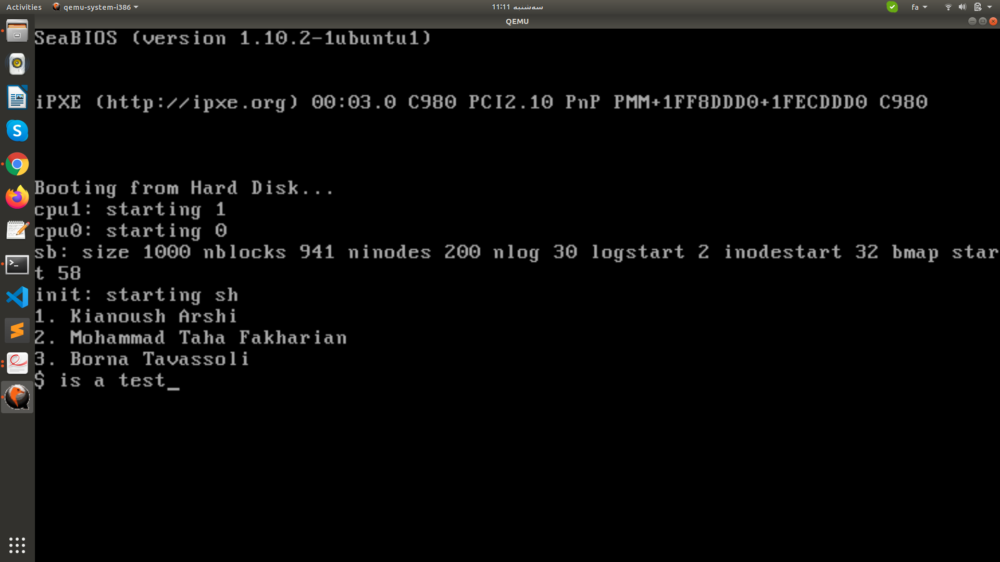 Activities qemu-system-i386 سه‌شنبه 11:11 fa
QEMU
SeaBIOS (version 1.10.2-1ubuntu1)
iPXE (http://ipxe.org) 00:03.0 C980 PCI2.10 PnP PMM+1FF8DDD0+1FECDDD0 C980
Booting from Hard Disk...
cpu1: starting 1
cpu0: starting 0
sb: size 1000 nblocks 941 ninodes 200 nlog 30 logstart 2 inodestart 32 bmap star
t 58
init: starting sh
1. Kianoush Arshi
2. Mohammad Taha Fakharian
3. Borna Tavassoli
$ is a test_